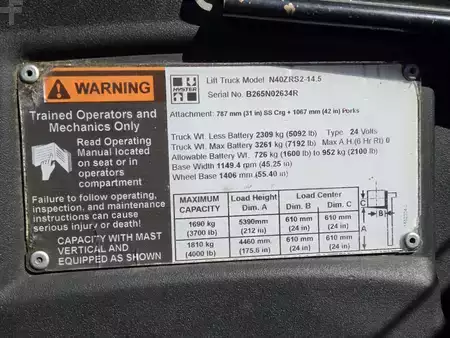 WARNING
Trained Operators and
Mechanics Only
Read Operating
Manual located
on seat or in
operators
compartment
Failure to follow operating,
inspection, and maintenance
instructions can cause
serious injury or death!
CAPACITY WITH MAST
VERTICAL AND
EQUIPPED AS SHOWN
HYSTER
Lift Truck Model N40ZRS2-14.5
Serial No. B265N02634R
Attachment: 787 mm (31 in) SS Crg + 1067 mm (42 in) Forks
Truck Wt. Less Battery 2309 kg (5092 lb) Type 24 Volts
Truck Wt. Max Battery 3261 kg (7192 lb) Max A.H.(6 Hr Rt) 0
Allowable Battery Wt. 726 kg (1600 lb) to 952 kg (2100 lb)
Base Width 1149.4 mm (45.25 in)
Wheel Base 1406 mm (55.40 in)
MAXIMUM CAPACITY Load Height Dim. A Load Center Dim. B Dim. C
1690 kg (3700 lb) 5390mm (212 in) 610 mm (24 in) 610 mm (24 in)
1810 kg (4000 lb) 4460 mm (175.6 in) 610 mm (24 in) 610 mm (24 in)
C
B
A